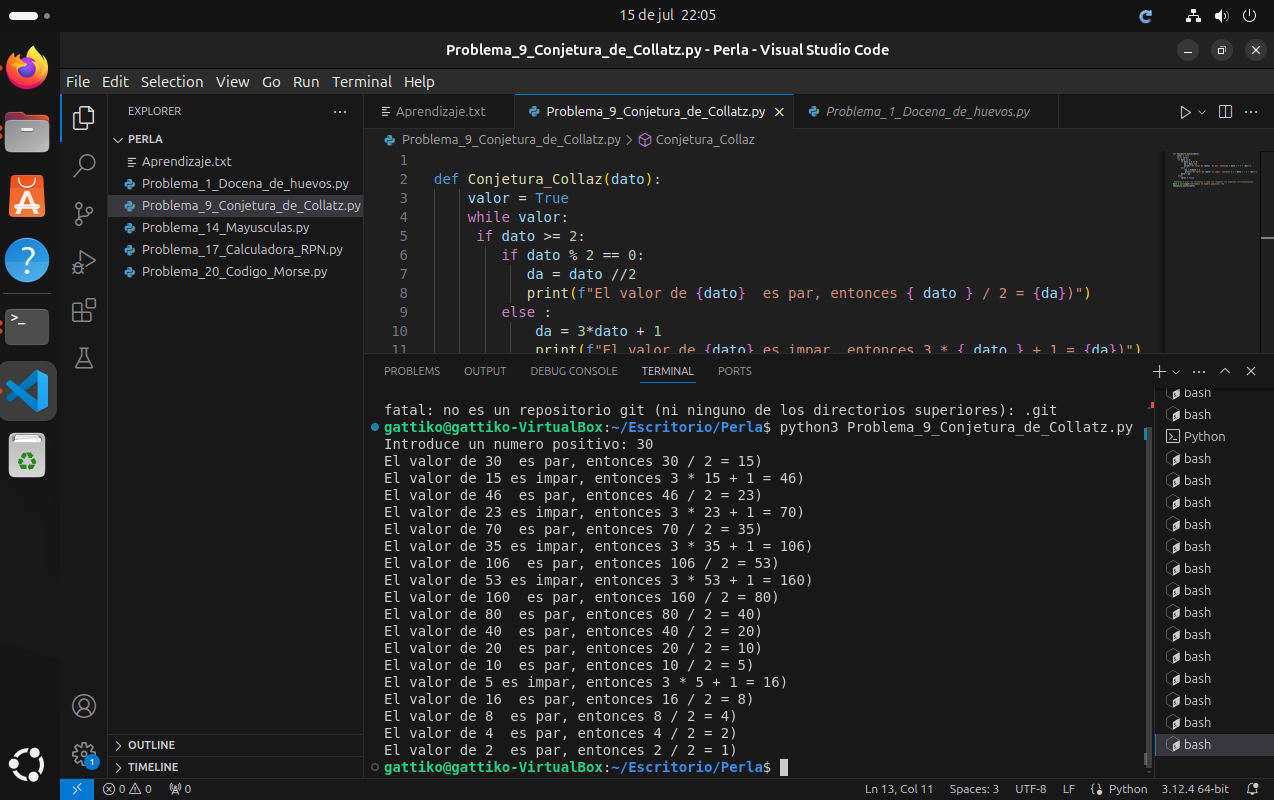 15 de jul 22:05
Problema_9_Conjetura_de_Collatz.py - Perla - Visual Studio Code
File Edit Selection View Go Run Terminal Help
EXPLORER
PERLA
Aprendizaje.txt
Problema_1_Docena_de_huevos.py
Problema_9_Conjetura_de_Collatz.py
Problema_14_Mayusculas.py
Problema_17_Calculadora_RPN.py
Problema_20_Codigo_Morse.py
OUTLINE
TIMELINE
Aprendizaje.txt Problema_9_Conjetura_de_Collatz.py Problema_1_Docena_de_huevos.py
Problema_9_Conjetura_de_Collatz.py > Conjetura_Collaz
1
2 def Conjetura_Collaz(dato):
3 valor = True
4 while valor:
5 if dato >= 2:
6 if dato % 2 == 0:
7 da = dato //2
8 print(f"El valor de {dato}  es par, entonces { dato } / 2 = {da})")
9 else :
10 da = 3*dato + 1
11 print(f"El valor de {dato} es impar, entonces 3 * { dato } + 1 = {da})")
PROBLEMS OUTPUT DEBUG CONSOLE TERMINAL PORTS
fatal: no es un repositorio git (ni ninguno de los directorios superiores): .git
gattiko@gattiko-VirtualBox:~/Escritorio/Perla$ python3 Problema_9_Conjetura_de_Collatz.py
Introduce un numero positivo: 30
El valor de 30  es par, entonces 30 / 2 = 15)
El valor de 15 es impar, entonces 3 * 15 + 1 = 46)
El valor de 46  es par, entonces 46 / 2 = 23)
El valor de 23 es impar, entonces 3 * 23 + 1 = 70)
El valor de 70  es par, entonces 70 / 2 = 35)
El valor de 35 es impar, entonces 3 * 35 + 1 = 106)
El valor de 106  es par, entonces 106 / 2 = 53)
El valor de 53 es impar, entonces 3 * 53 + 1 = 160)
El valor de 160  es par, entonces 160 / 2 = 80)
El valor de 80  es par, entonces 80 / 2 = 40)
El valor de 40  es par, entonces 40 / 2 = 20)
El valor de 20  es par, entonces 20 / 2 = 10)
El valor de 10  es par, entonces 10 / 2 = 5)
El valor de 5 es impar, entonces 3 * 5 + 1 = 16)
El valor de 16  es par, entonces 16 / 2 = 8)
El valor de 8  es par, entonces 8 / 2 = 4)
El valor de 4  es par, entonces 4 / 2 = 2)
El valor de 2  es par, entonces 2 / 2 = 1)
gattiko@gattiko-VirtualBox:~/Escritorio/Perla$
bash
bash
Python
bash
bash
bash
bash
bash
bash
bash
bash
bash
bash
bash
bash
bash
bash
1
0 0 0 Ln 13, Col 11 Spaces: 3 UTF-8 LF Python 3.12.4 64-bit